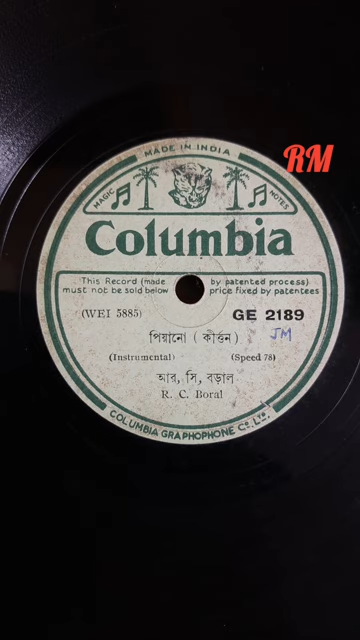 RM
MADE IN INDIA
MAGIC NOTES
Columbia
This Record (made by patented process)
must not be sold below price fixed by patentees
(WEI 5885) GE 2189
পিয়ানো ( কীর্ত্তন ) JM
(Instrumental) (Speed 78)
আর, সি, বড়াল
R. C. Boral
COLUMBIA GRAPHOPHONE Co. Ltd.